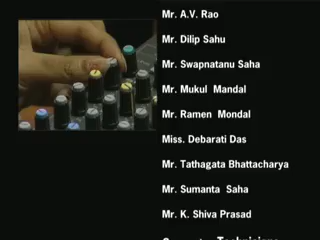 Mr. A.V. Rao
Mr. Dilip Sahu
Mr. Swapnatanu Saha
Mr. Mukul Mandal
Mr. Ramen Mondal
Miss. Debarati Das
Mr. Tathagata Bhattacharya
Mr. Sumanta Saha
Mr. K. Shiva Prasad